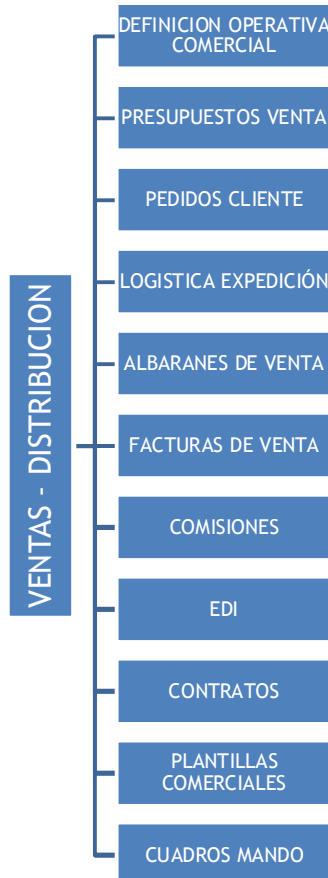 VENTAS - DISTRIBUCION
DEFINICION OPERATIVA
COMERCIAL
PRESUPUESTOS VENTA
PEDIDOS CLIENTE
LOGISTICA EXPEDICIÓN
ALBARANES DE VENTA
FACTURAS DE VENTA
COMISIONES
EDI
CONTRATOS
PLANTILLAS
COMERCIALES
CUADROS MANDO